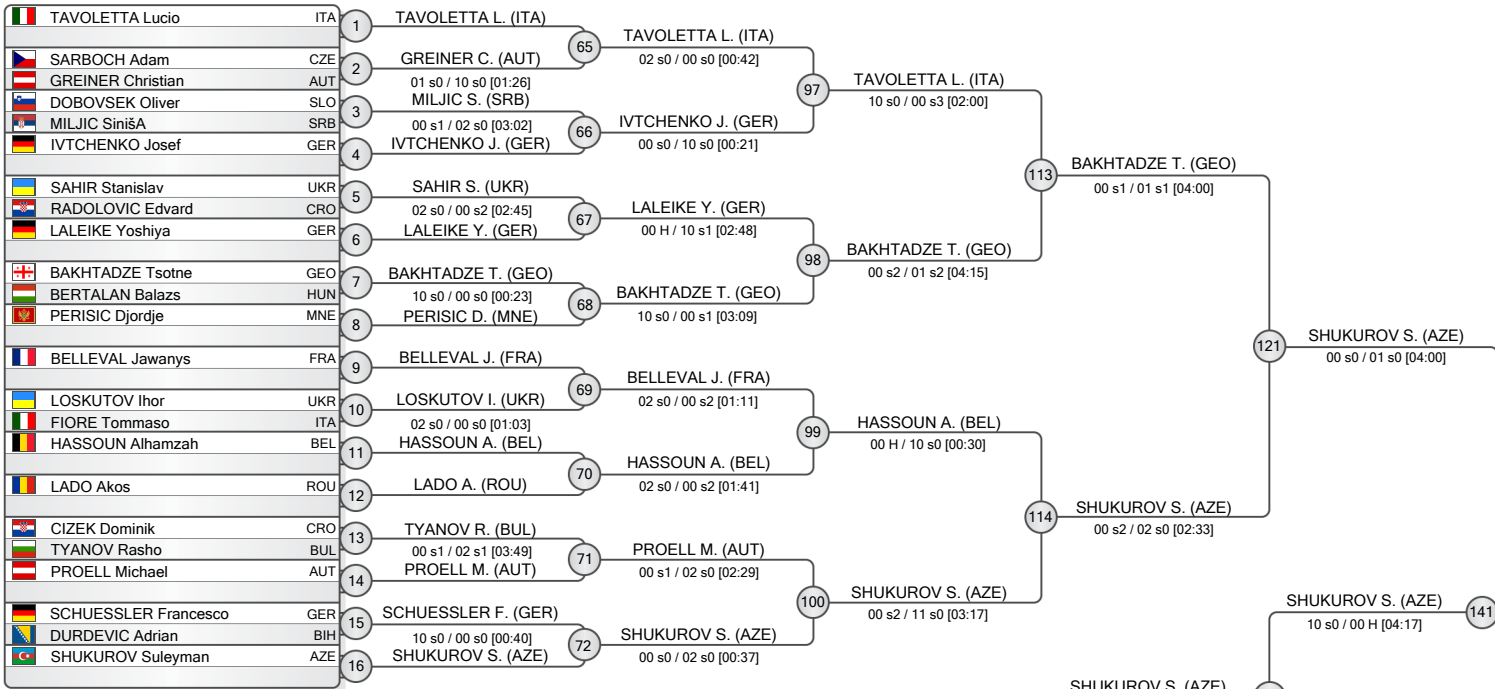 TAVOLETTA Lucio ITA
SARBOCH Adam CZE
GREINER Christian AUT
DOBOVSEK Oliver SLO
MILJIC SinišA SRB
IVTCHENKO Josef GER
SAHIR Stanislav UKR
RADOLOVIC Edvard CRO
LALEIKE Yoshiya GER
BAKHTADZE Tsotne GEO
BERTALAN Balazs HUN
PERISIC Djordje MNE
BELLEVAL Jawanys FRA
LOSKUTOV Ihor UKR
FIORE Tommaso ITA
HASSOUN Alhamzah BEL
LADO Akos ROU
CIZEK Dominik CRO
TYANOV Rasho BUL
PROELL Michael AUT
SCHUESSLER Francesco GER
DURDEVIC Adrian BIH
SHUKUROV Suleyman AZE
1
2
3
4
5
6
7
8
9
10
11
12
13
14
15
16
TAVOLETTA L. (ITA)
GREINER C. (AUT)
01 s0 / 10 s0 [01:26]
MILJIC S. (SRB)
00 s1 / 02 s0 [03:02]
IVTCHENKO J. (GER)
SAHIR S. (UKR)
02 s0 / 00 s2 [02:45]
LALEIKE Y. (GER)
BAKHTADZE T. (GEO)
10 s0 / 00 s0 [00:23]
PERISIC D. (MNE)
BELLEVAL J. (FRA)
LOSKUTOV I. (UKR)
02 s0 / 00 s0 [01:03]
HASSOUN A. (BEL)
LADO A. (ROU)
TYANOV R. (BUL)
00 s1 / 02 s1 [03:49]
PROELL M. (AUT)
SCHUESSLER F. (GER)
10 s0 / 00 s0 [00:40]
SHUKUROV S. (AZE)
65
66
67
68
69
70
71
72
TAVOLETTA L. (ITA)
02 s0 / 00 s0 [00:42]
IVTCHENKO J. (GER)
00 s0 / 10 s0 [00:21]
LALEIKE Y. (GER)
00 H / 10 s1 [02:48]
BAKHTADZE T. (GEO)
10 s0 / 00 s1 [03:09]
BELLEVAL J. (FRA)
02 s0 / 00 s2 [01:11]
HASSOUN A. (BEL)
02 s0 / 00 s2 [01:41]
PROELL M. (AUT)
00 s1 / 02 s0 [02:29]
SHUKUROV S. (AZE)
00 s0 / 02 s0 [00:37]
97
98
99
100
TAVOLETTA L. (ITA)
10 s0 / 00 s3 [02:00]
BAKHTADZE T. (GEO)
00 s2 / 01 s2 [04:15]
HASSOUN A. (BEL)
00 H / 10 s0 [00:30]
SHUKUROV S. (AZE)
00 s2 / 11 s0 [03:17]
113
114
BAKHTADZE T. (GEO)
00 s1 / 01 s1 [04:00]
SHUKUROV S. (AZE)
00 s2 / 02 s0 [02:33]
121
SHUKUROV S. (AZE)
00 s0 / 01 s0 [04:00]
SHUKUROV S. (AZE)
10 s0 / 00 H [04:17]
141
SHUKUROV S. (AZE)